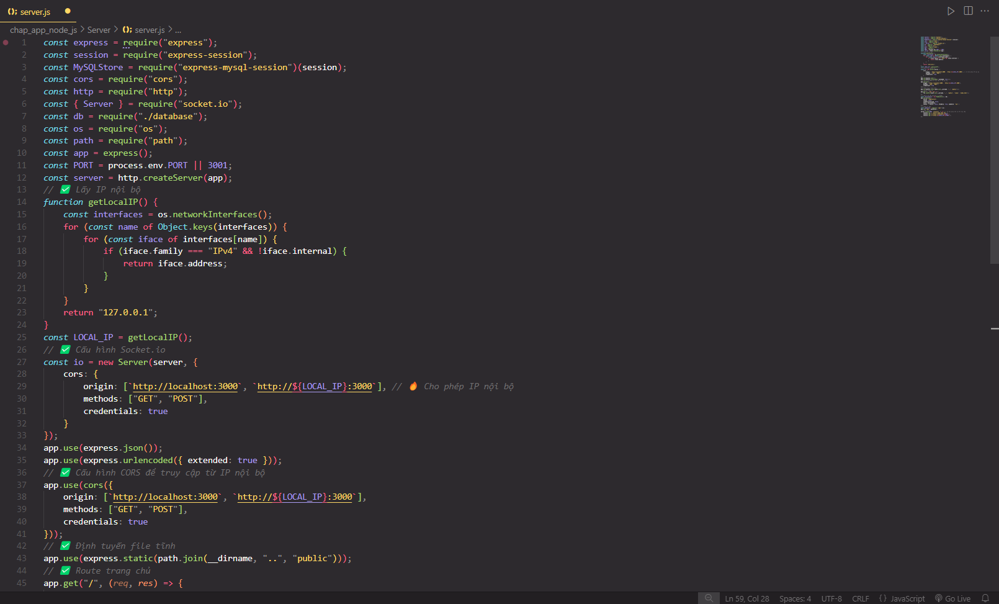 server.js
chap_app_node_js > Server > server.js > ...
1 const express = require("express");
2 const session = require("express-session");
3 const MySQLStore = require("express-mysql-session")(session);
4 const cors = require("cors");
5 const http = require("http");
6 const { Server } = require("socket.io");
7 const db = require("./database");
8 const os = require("os");
9 const path = require("path");
10 const app = express();
11 const PORT = process.env.PORT || 3001;
12 const server = http.createServer(app);
13 // ✅ Lấy IP nội bộ
14 function getLocalIP() {
15     const interfaces = os.networkInterfaces();
16     for (const name of Object.keys(interfaces)) {
17         for (const iface of interfaces[name]) {
18             if (iface.family === "IPv4" && !iface.internal) {
19                 return iface.address;
20             }
21         }
22     }
23     return "127.0.0.1";
24 }
25 const LOCAL_IP = getLocalIP();
26 // ✅ Cấu hình Socket.io
27 const io = new Server(server, {
28     cors: {
29         origin: [`http://localhost:3000`, `http://${LOCAL_IP}:3000`], // 🔥 Cho phép IP nội bộ
30         methods: ["GET", "POST"],
31         credentials: true
32     }
33 });
34 app.use(express.json());
35 app.use(express.urlencoded({ extended: true }));
36 // ✅ Cấu hình CORS để truy cập từ IP nội bộ
37 app.use(cors({
38     origin: [`http://localhost:3000`, `http://${LOCAL_IP}:3000`],
39     methods: ["GET", "POST"],
40     credentials: true
41 }));
42 // ✅ Định tuyến file tĩnh
43 app.use(express.static(path.join(__dirname, "..", "public")));
44 // ✅ Route trang chủ
45 app.get("/", (req, res) => {
Ln 59, Col 28 Spaces: 4 UTF-8 CRLF {} JavaScript Go Live